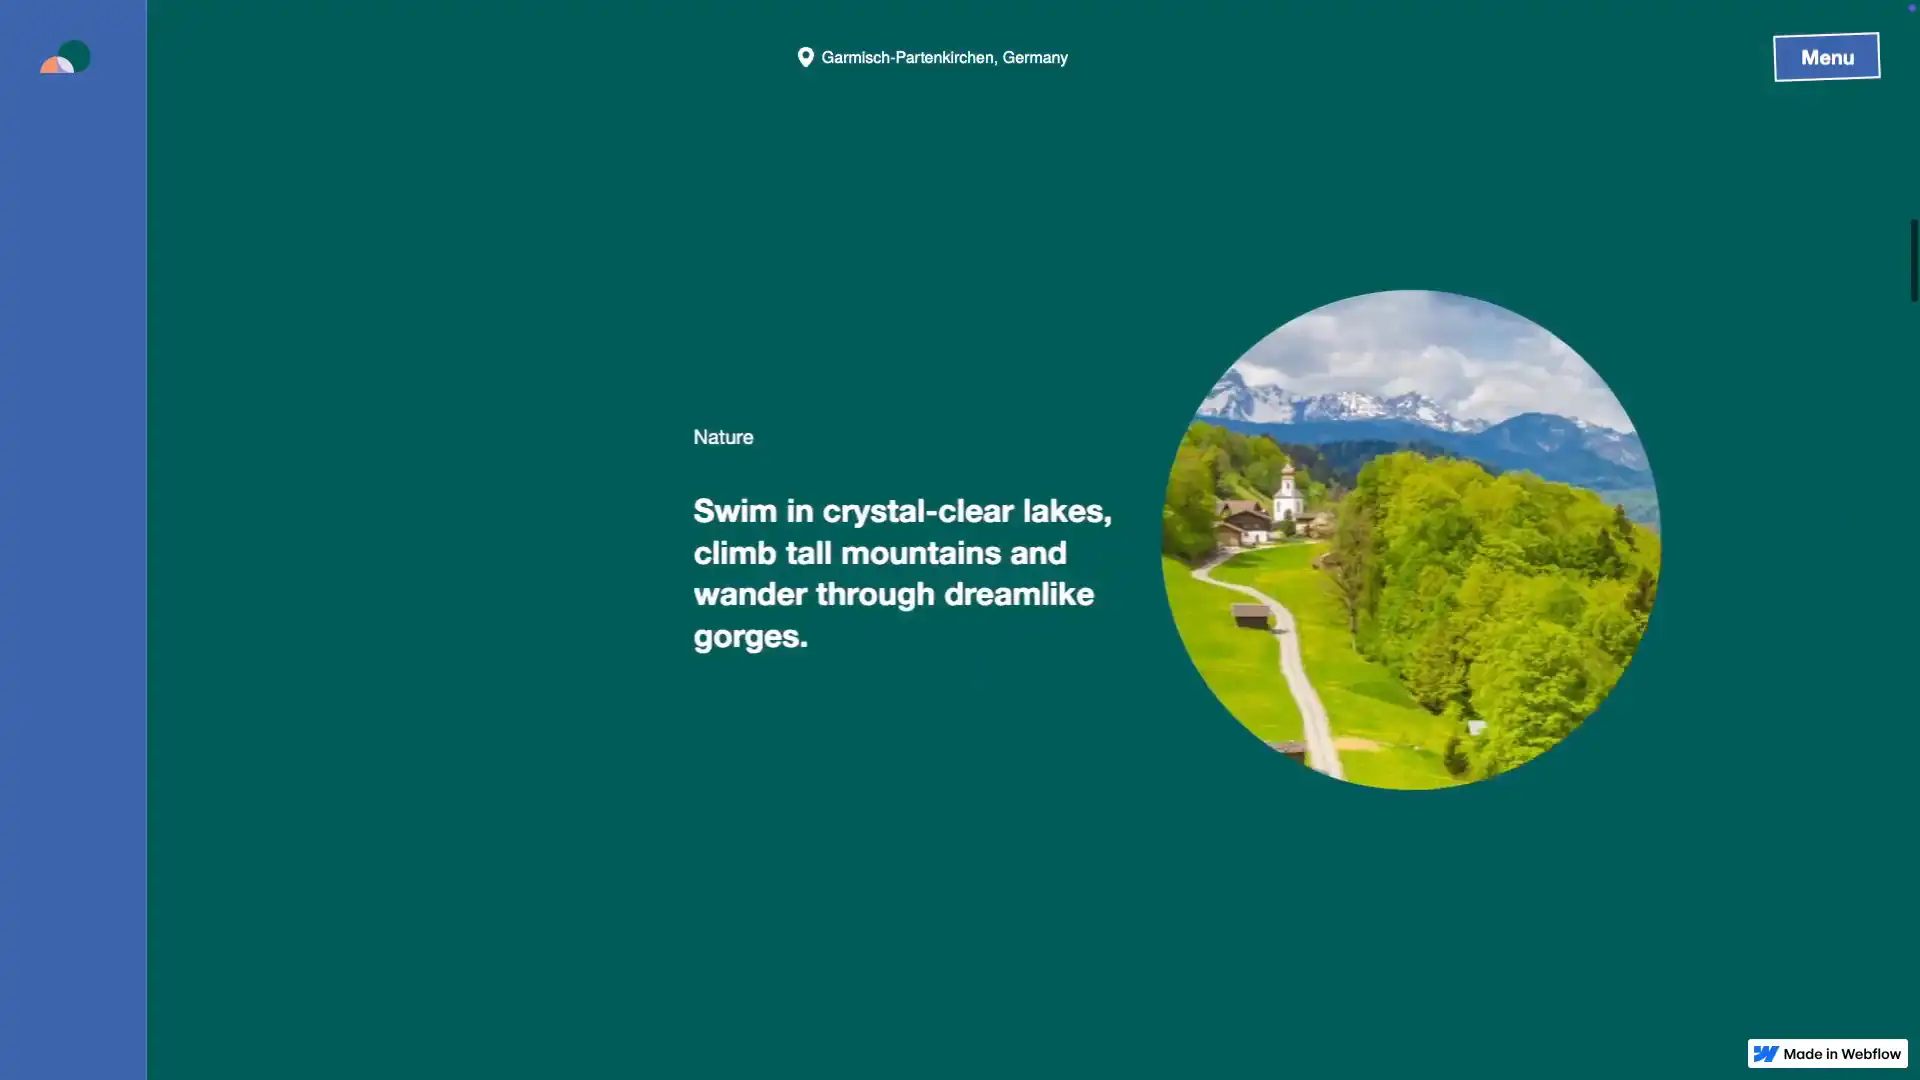 Garmisch-Partenkirchen, Germany
Menu
Nature
Swim in crystal-clear lakes,
climb tall mountains and
wander through dreamlike
gorges.
Made in Webflow